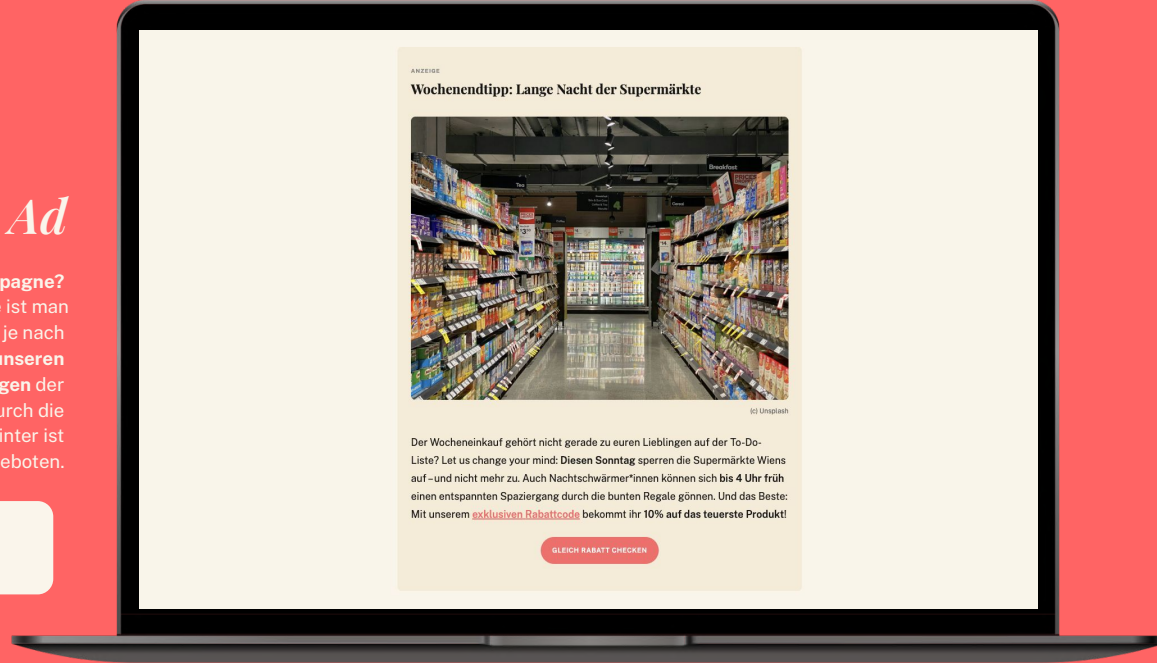 Ad
pagne?
ist man
je nach
unseren
gen der
urch die
inter ist
eboten.
ANZEIGE
Wochenendtipp: Lange Nacht der Supermärkte
Tea
Breakfast
4
Cereal
(c) Unsplash
Der Wocheneinkauf gehört nicht gerade zu euren Lieblingen auf der To-Do-
Liste? Let us change your mind: Diesen Sonntag sperren die Supermärkte Wiens
auf – und nicht mehr zu. Auch Nachtschwärmer*innen können sich bis 4 Uhr früh
einen entspannten Spaziergang durch die bunten Regale gönnen. Und das Beste:
Mit unserem exklusiven Rabattcode bekommt ihr 10% auf das teuerste Produkt!
GLEICH RABATT CHECKEN